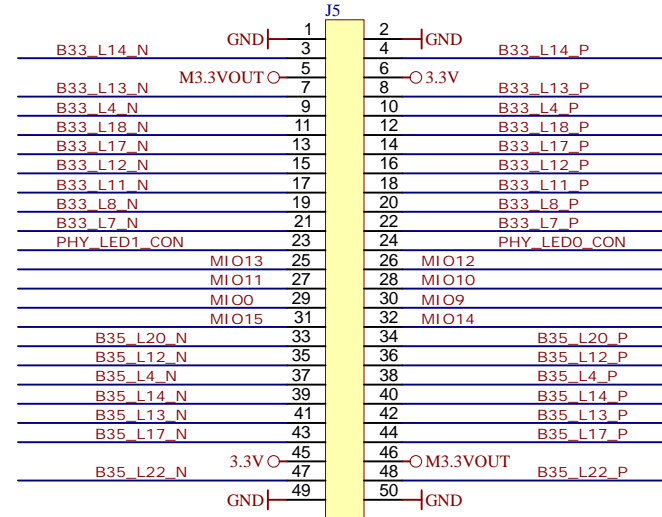 J5
GND 1 2 GND
B33_L14_N 3 4 B33_L14_P
M3.3VOUT 5 6 3.3V
B33_L13_N 7 8 B33_L13_P
B33_L4_N 9 10 B33_L4_P
B33_L18_N 11 12 B33_L18_P
B33_L17_N 13 14 B33_L17_P
B33_L12_N 15 16 B33_L12_P
B33_L11_N 17 18 B33_L11_P
B33_L8_N 19 20 B33_L8_P
B33_L7_N 21 22 B33_L7_P
PHY_LED1_CON 23 24 PHY_LED0_CON
MIO13 25 26 MIO12
MIO11 27 28 MIO10
MIO0 29 30 MIO9
MIO15 31 32 MIO14
B35_L20_N 33 34 B35_L20_P
B35_L12_N 35 36 B35_L12_P
B35_L4_N 37 38 B35_L4_P
B35_L14_N 39 40 B35_L14_P
B35_L13_N 41 42 B35_L13_P
B35_L17_N 43 44 B35_L17_P
3.3V 45 46 M3.3VOUT
B35_L22_N 47 48 B35_L22_P
GND 49 50 GND